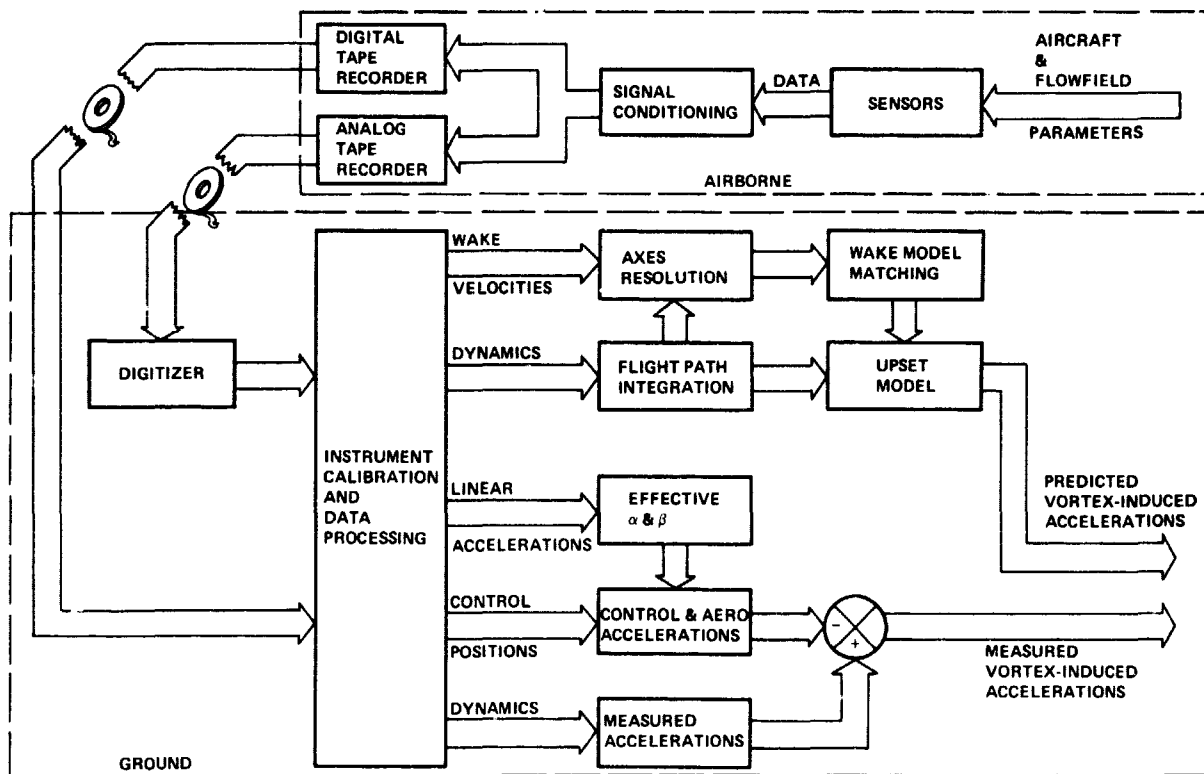 DIGITAL
TAPE
RECORDER
ANALOG
TAPE
RECORDER
SIGNAL
CONDITIONING
DATA
SENSORS
AIRCRAFT
&
FLOWFIELD
PARAMETERS
AIRBORNE
DIGITIZER
INSTRUMENT
CALIBRATION
AND
DATA
PROCESSING
WAKE
VELOCITIES
AXES
RESOLUTION
WAKE MODEL
MATCHING
DYNAMICS
FLIGHT PATH
INTEGRATION
UPSET
MODEL
LINEAR
ACCELERATIONS
EFFECTIVE
α & β
PREDICTED
VORTEX-INDUCED
ACCELERATIONS
CONTROL
POSITIONS
CONTROL & AERO
ACCELERATIONS
-
+
MEASURED
VORTEX-INDUCED
ACCELERATIONS
DYNAMICS
MEASURED
ACCELERATIONS
GROUND